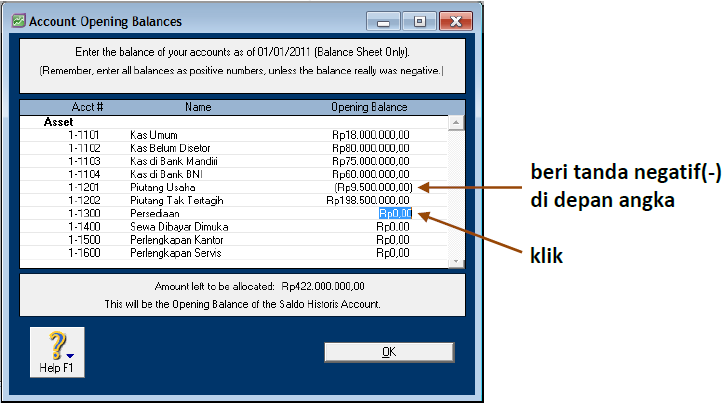 Account Opening Balances
Enter the balance of your accounts as of 01/01/2011 (Balance Sheet Only).
(Remember, enter all balances as positive numbers, unless the balance really was negative.)
Acct # Name Opening Balance
Asset
1-1101 Kas Umum Rp18.000.000,00
1-1102 Kas Belum Disetor Rp80.000.000,00
1-1103 Kas di Bank Mandiri Rp75.000.000,00
1-1104 Kas di Bank BNI Rp60.000.000,00
1-1201 Piutang Usaha (Rp9.500.000,00)
1-1202 Piutang Tak Tertagih Rp198.500.000,00
1-1300 Persediaan Rp0,00
1-1400 Sewa Dibayar Dimuka Rp0,00
1-1500 Perlengkapan Kantor Rp0,00
1-1600 Perlengkapan Servis Rp0,00
Amount left to be allocated: Rp422.000.000,00
This will be the Opening Balance of the Saldo Historis Account.
?
Help F1
OK
beri tanda negatif(-)
di depan angka
klik